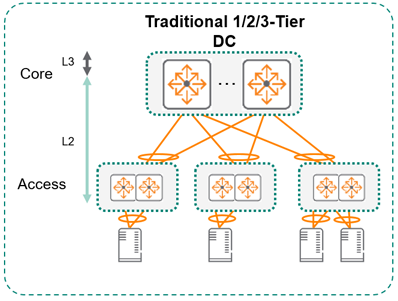 Traditional 1/2/3-Tier
DC
L3
Core
...
L2
Access